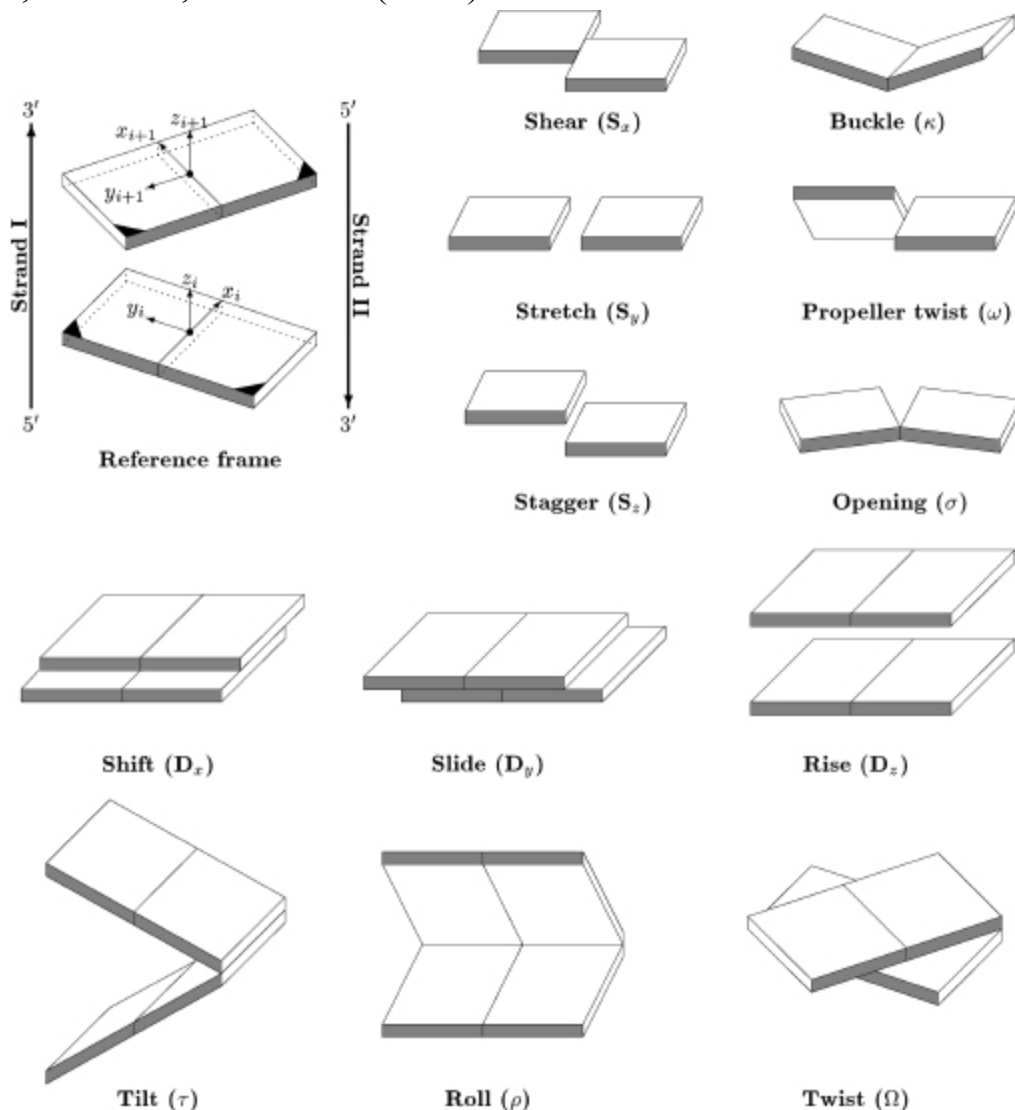 Shear (Sx)
Buckle (κ)
3′
5′
zi+1
xi+1
yi+1
Strand I
Strand II
zi
xi
yi
5′
3′
Reference frame
Stretch (Sy)
Propeller twist (ω)
Stagger (Sz)
Opening (σ)
Shift (Dx)
Slide (Dy)
Rise (Dz)
Tilt (τ)
Roll (ρ)
Twist (Ω)